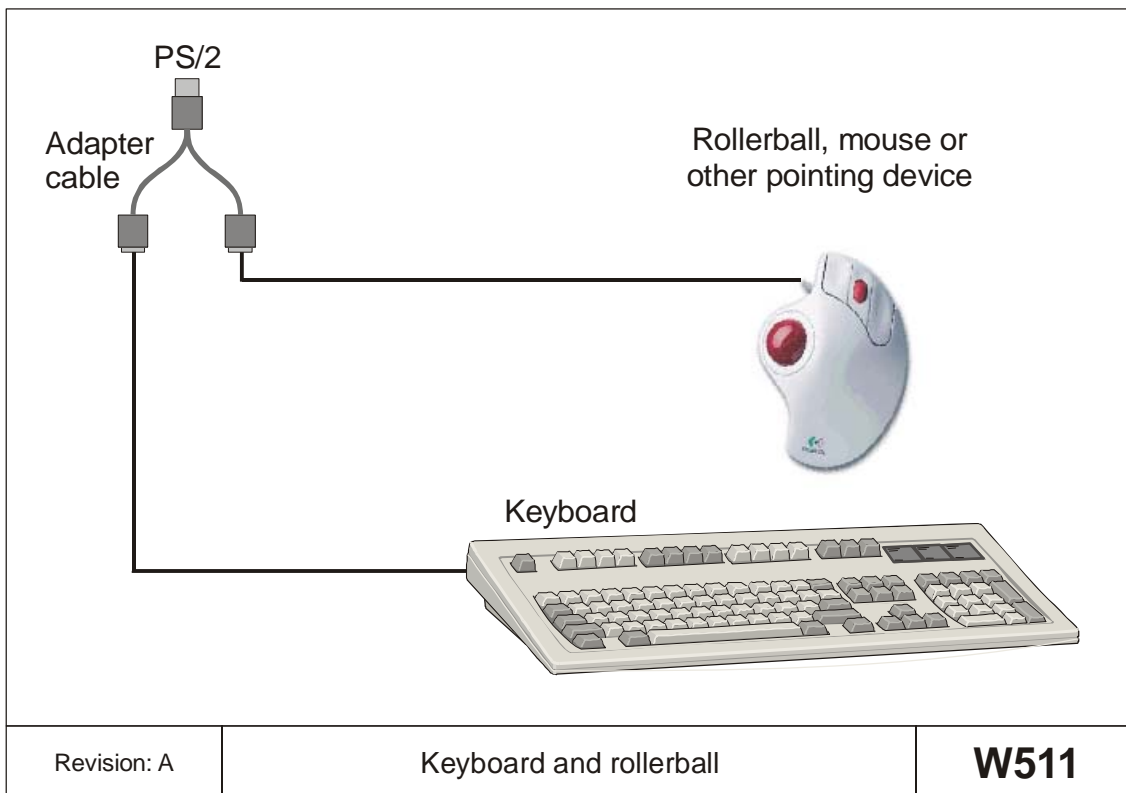 PS/2
Adapter
cable
Rollerball, mouse or
other pointing device
Keyboard
Revision: A
Keyboard and rollerball
W511